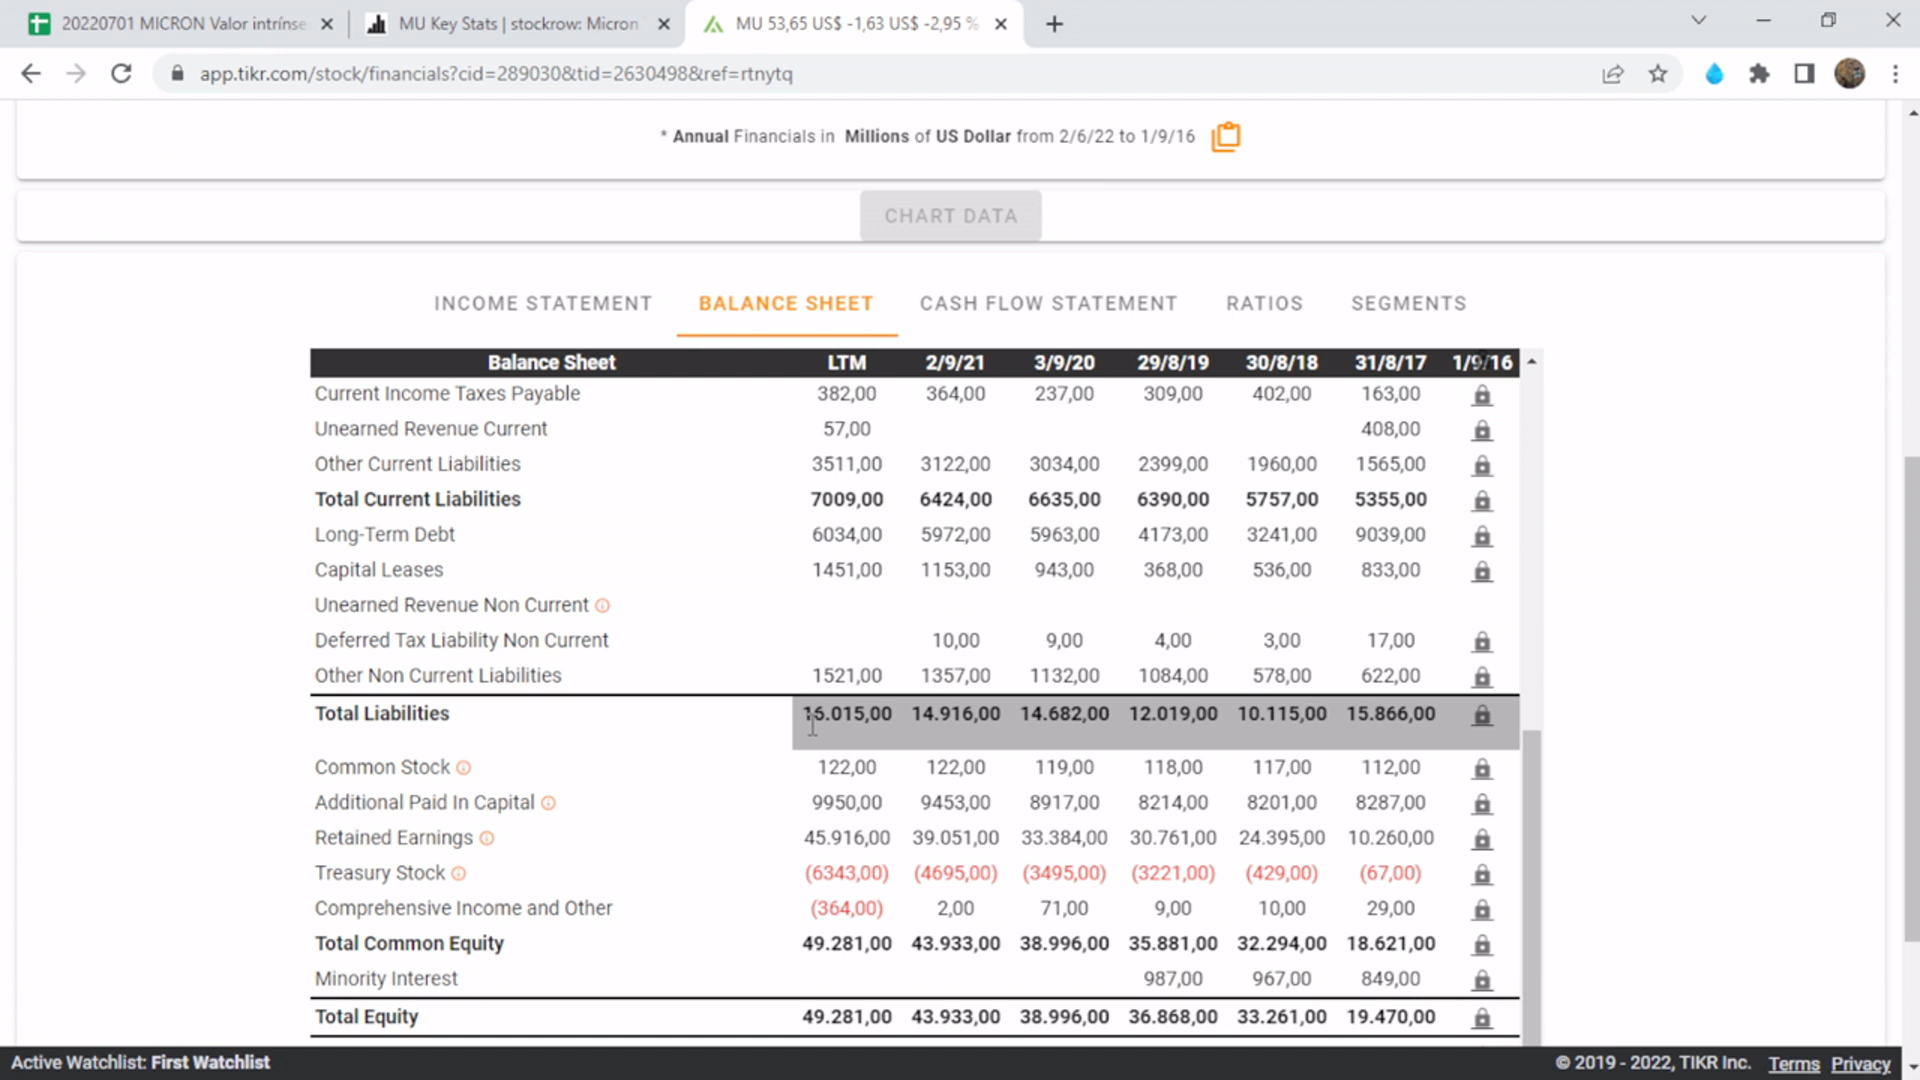 20220701 MICRON Valor intrínse
MU Key Stats | stockrow: Micron
MU 53,65 US$ -1,63 US$ -2,95 %
app.tikr.com/stock/financials?cid=289030&tid=2630498&ref=rtnytq
* Annual Financials in Millions of US Dollar from 2/6/22 to 1/9/16
CHART DATA
INCOME STATEMENT BALANCE SHEET CASH FLOW STATEMENT RATIOS SEGMENTS
Balance Sheet LTM 2/9/21 3/9/20 29/8/19 30/8/18 31/8/17 1/9/16
Current Income Taxes Payable 382,00 364,00 237,00 309,00 402,00 163,00
Unearned Revenue Current 57,00 408,00
Other Current Liabilities 3511,00 3122,00 3034,00 2399,00 1960,00 1565,00
Total Current Liabilities 7009,00 6424,00 6635,00 6390,00 5757,00 5355,00
Long-Term Debt 6034,00 5972,00 5963,00 4173,00 3241,00 9039,00
Capital Leases 1451,00 1153,00 943,00 368,00 536,00 833,00
Unearned Revenue Non Current
Deferred Tax Liability Non Current 10,00 9,00 4,00 3,00 17,00
Other Non Current Liabilities 1521,00 1357,00 1132,00 1084,00 578,00 622,00
Total Liabilities 16.015,00 14.916,00 14.682,00 12.019,00 10.115,00 15.866,00
Common Stock 122,00 122,00 119,00 118,00 117,00 112,00
Additional Paid In Capital 9950,00 9453,00 8917,00 8214,00 8201,00 8287,00
Retained Earnings 45.916,00 39.051,00 33.384,00 30.761,00 24.395,00 10.260,00
Treasury Stock (6343,00) (4695,00) (3495,00) (3221,00) (429,00) (67,00)
Comprehensive Income and Other (364,00) 2,00 71,00 9,00 10,00 29,00
Total Common Equity 49.281,00 43.933,00 38.996,00 35.881,00 32.294,00 18.621,00
Minority Interest 987,00 967,00 849,00
Total Equity 49.281,00 43.933,00 38.996,00 36.868,00 33.261,00 19.470,00
Active Watchlist: First Watchlist © 2019 - 2022, TIKR Inc. Terms Privacy